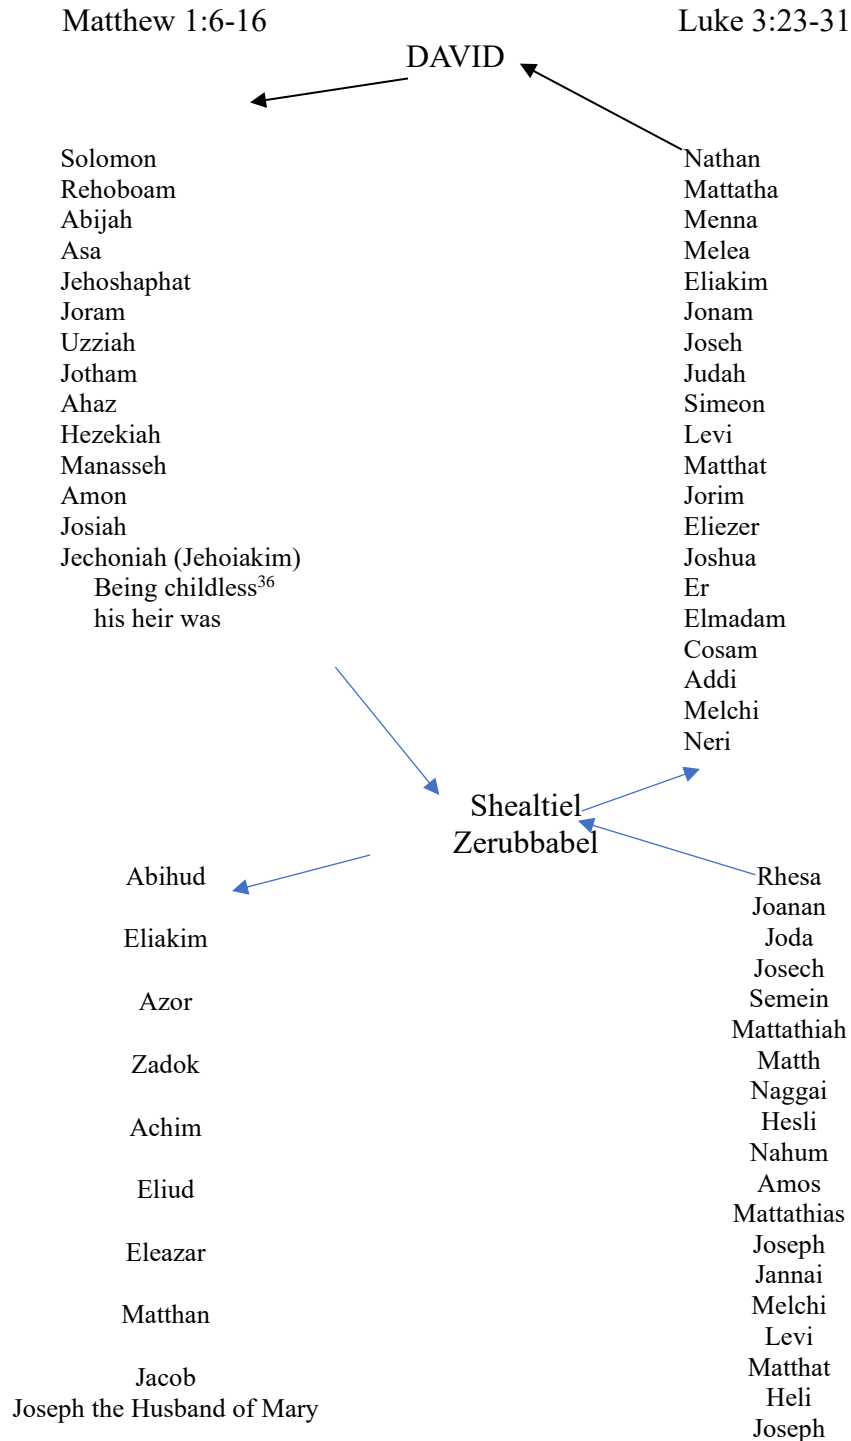 Matthew 1:6-16
Luke 3:23-31
DAVID
Solomon
Rehoboam
Abijah
Asa
Jehoshaphat
Joram
Uzziah
Jotham
Ahaz
Hezekiah
Manasseh
Amon
Josiah
Jechoniah (Jehoiakim)
Being childless36
his heir was
Nathan
Mattatha
Menna
Melea
Eliakim
Jonam
Joseh
Judah
Simeon
Levi
Matthat
Jorim
Eliezer
Joshua
Er
Elmadam
Cosam
Addi
Melchi
Neri
Shealtiel
Zerubbabel
Abihud
Eliakim
Azor
Zadok
Achim
Eliud
Eleazar
Matthan
Jacob
Joseph the Husband of Mary
Rhesa
Joanan
Joda
Josech
Semein
Mattathiah
Matth
Naggai
Hesli
Nahum
Amos
Mattathias
Joseph
Jannai
Melchi
Levi
Matthat
Heli
Joseph